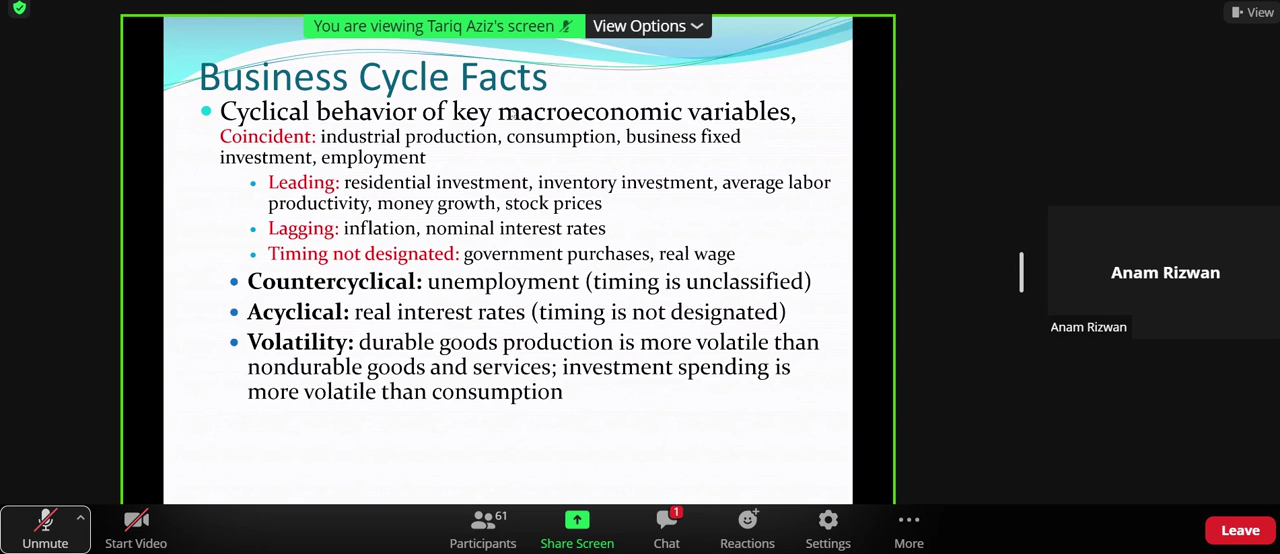 You are viewing Tariq Aziz's screen
View Options
View
Business Cycle Facts
Cyclical behavior of key macroeconomic variables,
Coincident: industrial production, consumption, business fixed
investment, employment
Leading: residential investment, inventory investment, average labor
productivity, money growth, stock prices
Lagging: inflation, nominal interest rates
Timing not designated: government purchases, real wage
Countercyclical: unemployment (timing is unclassified)
Acyclical: real interest rates (timing is not designated)
Volatility: durable goods production is more volatile than
nondurable goods and services; investment spending is
more volatile than consumption
Anam Rizwan
Anam Rizwan
Unmute
Start Video
61
Participants
Share Screen
1
Chat
Reactions
Settings
More
Leave